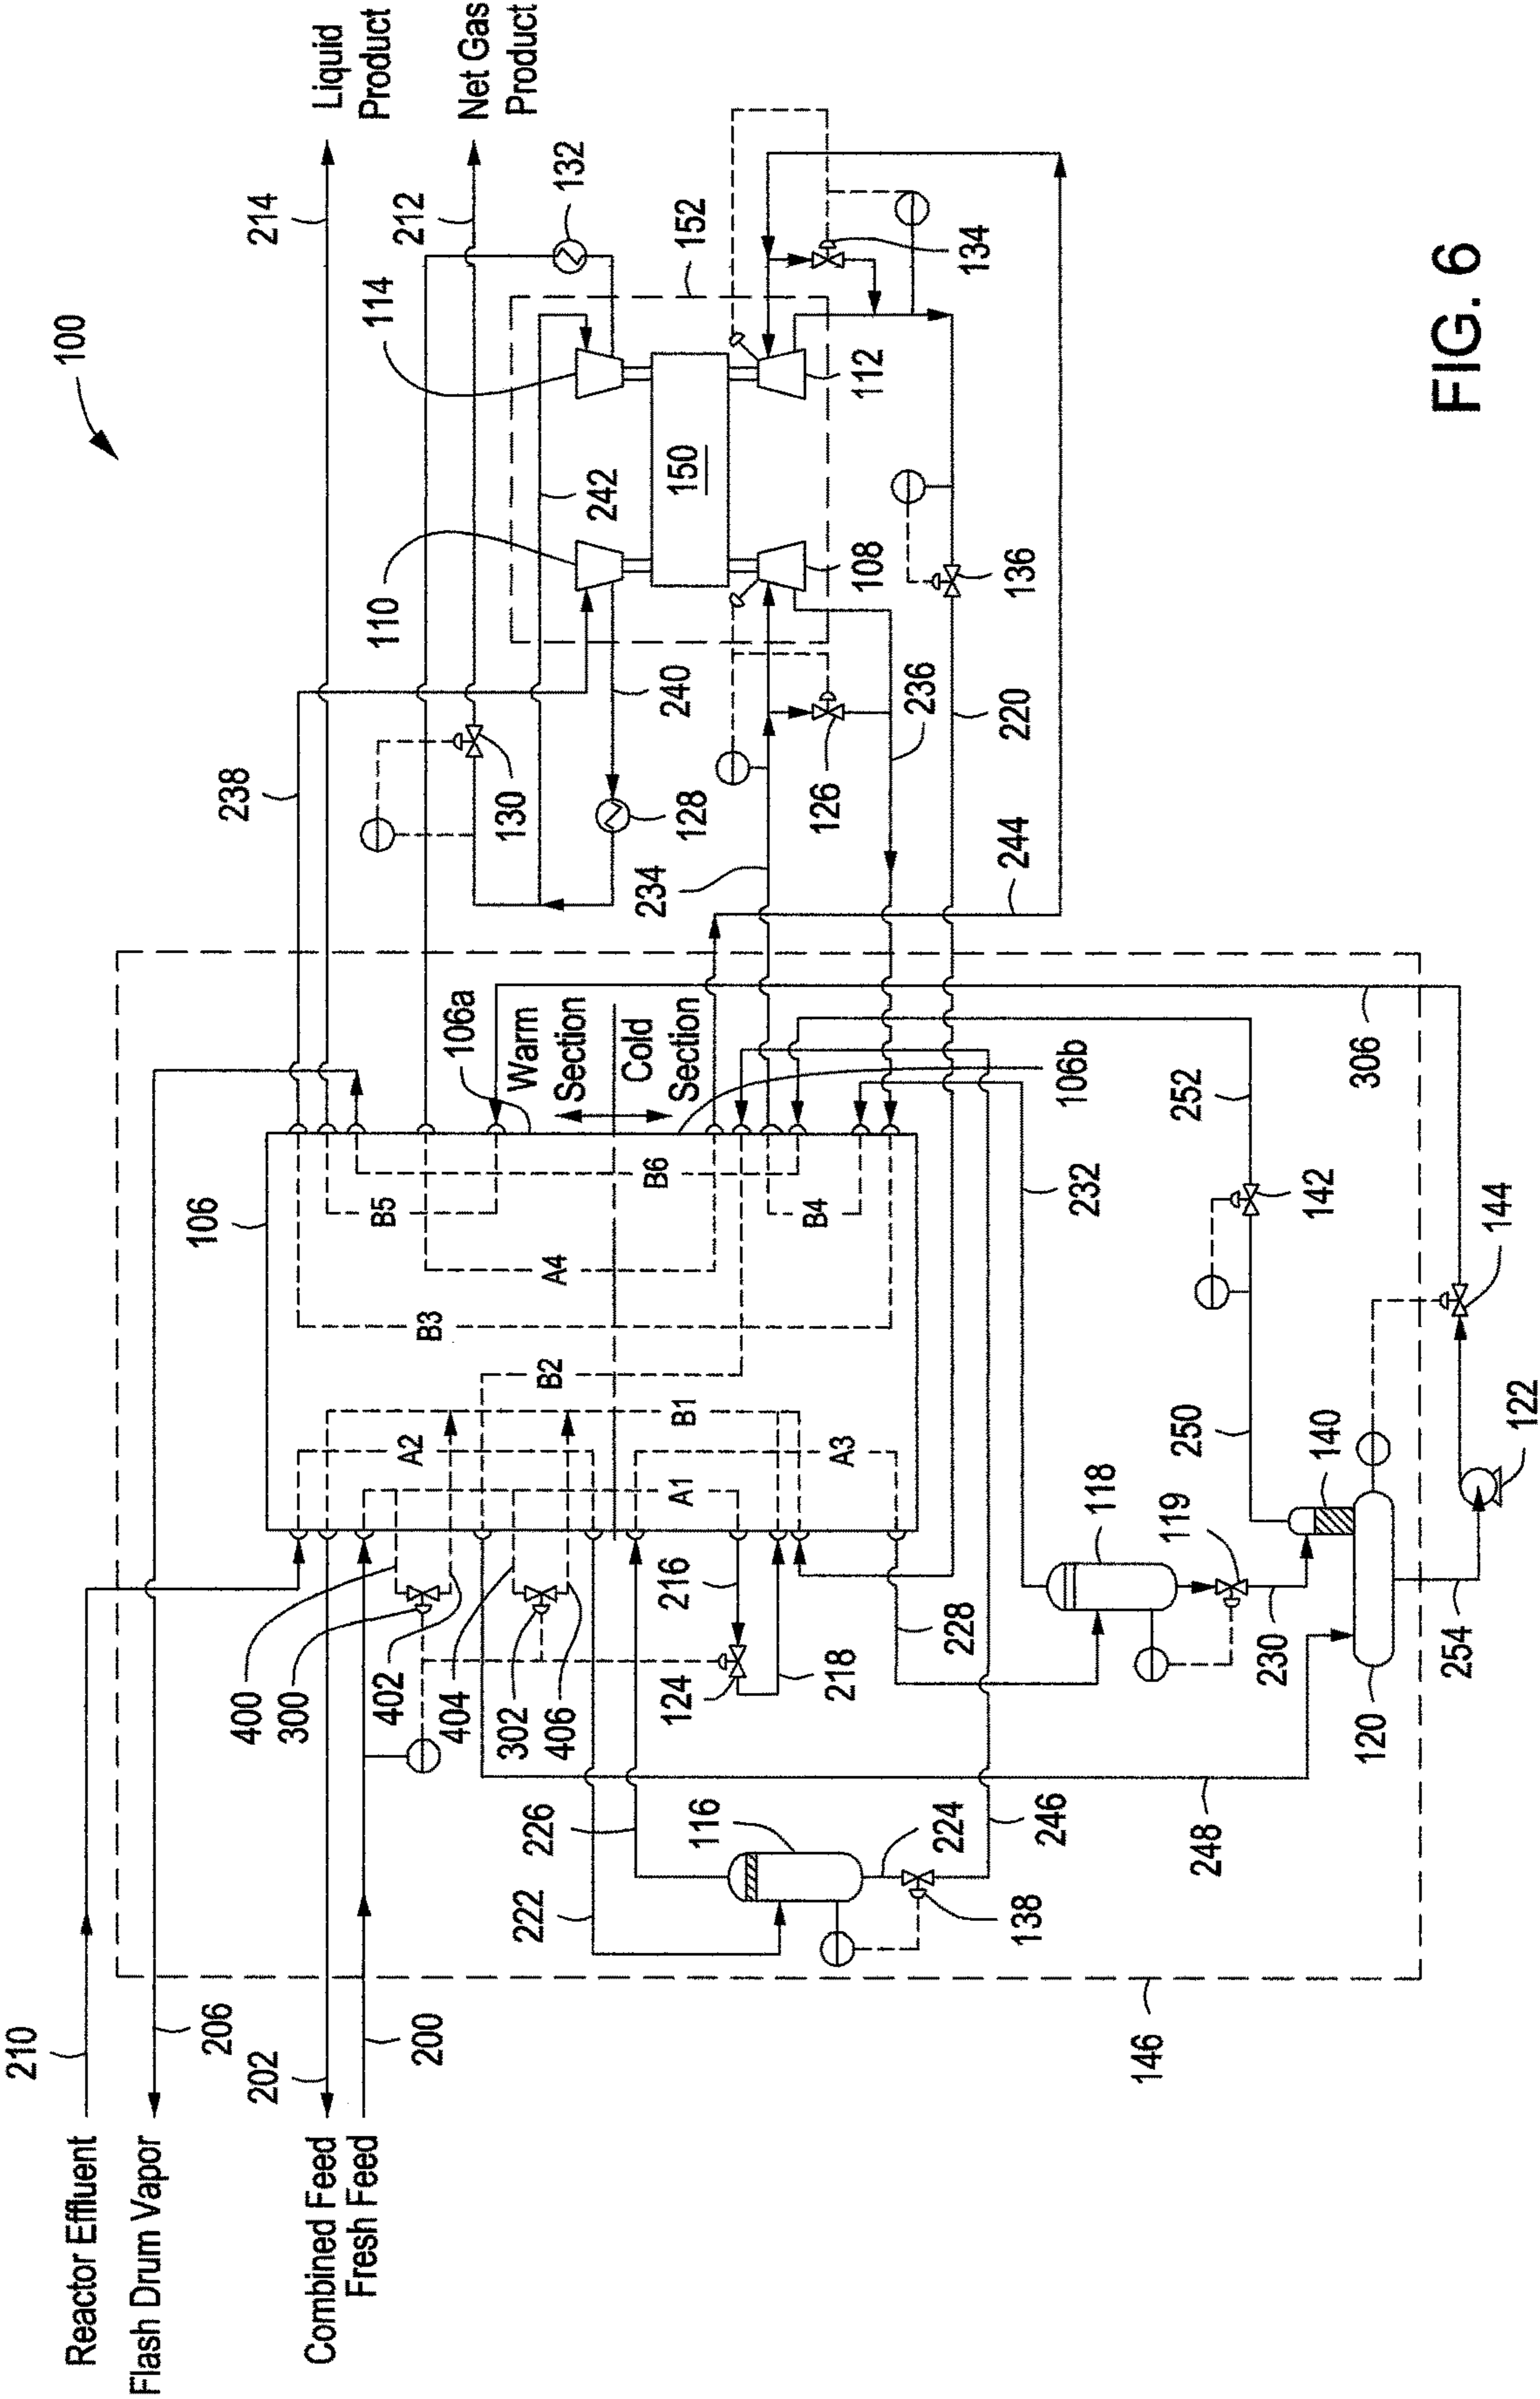 100
Liquid
Product
Net Gas
Product
214
212
132
114
152
134
110
242
150
112
108
136
238
130
240
128
234
126
236
220
244
106
106a
Warm
Section
Cold
Section
106b
B5
B6
A4
B4
B3
B2
B1
A2
A1
A3
232
252
306
142
144
250
140
122
118
119
230
254
120
400
300
402
404
302
406
124
216
218
228
226
222
116
224
138
246
248
146
210
206
202
200
Reactor Effluent
Flash Drum Vapor
Combined Feed
Fresh Feed
FIG. 6